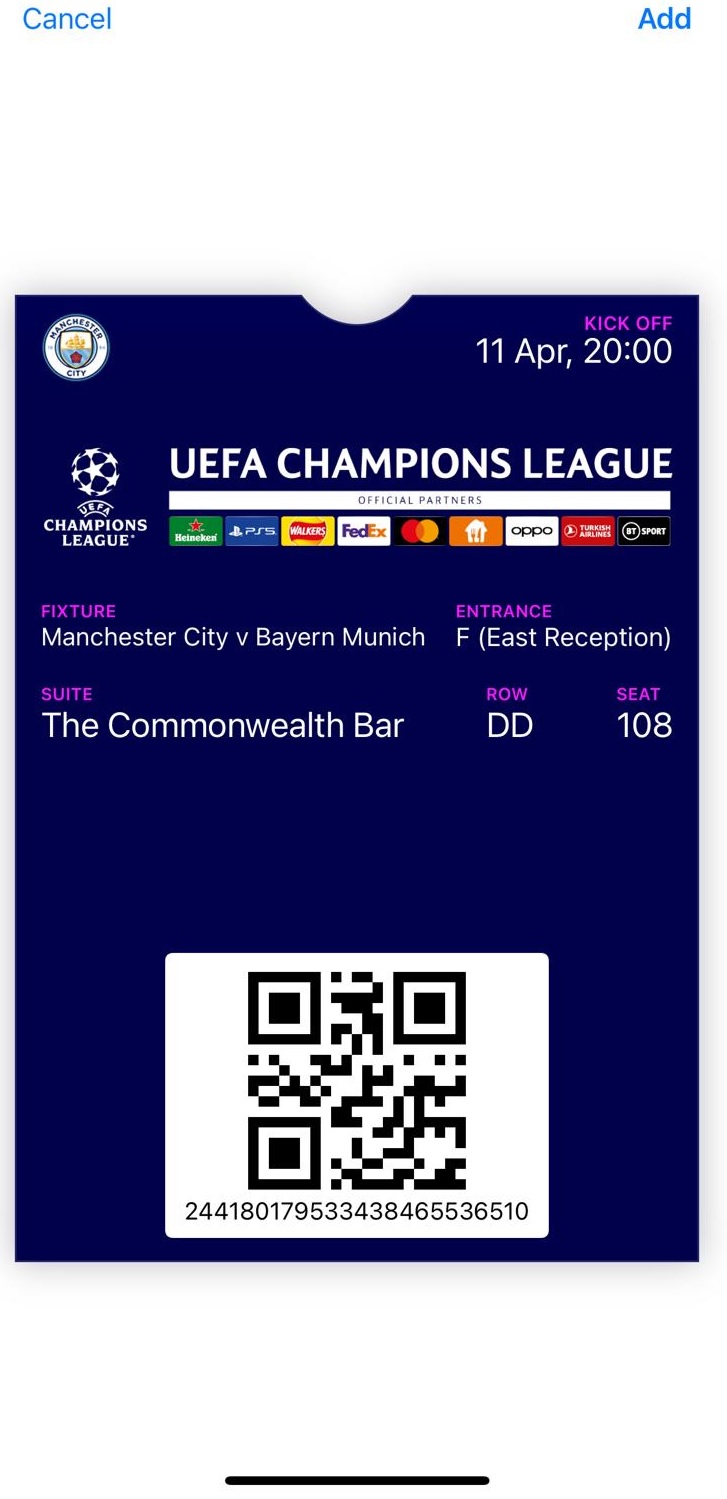 Cancel
Add
MANCHESTER
CITY
KICK OFF
11 Apr, 20:00
UEFA
CHAMPIONS
LEAGUE
UEFA CHAMPIONS LEAGUE
OFFICIAL PARTNERS
Heineken
PS5
WALKERS
FedEx
oppo
TURKISH
AIRLINES
BT SPORT
FIXTURE
Manchester City v Bayern Munich
ENTRANCE
F (East Reception)
SUITE
The Commonwealth Bar
ROW
DD
SEAT
108
244180179533438465536510